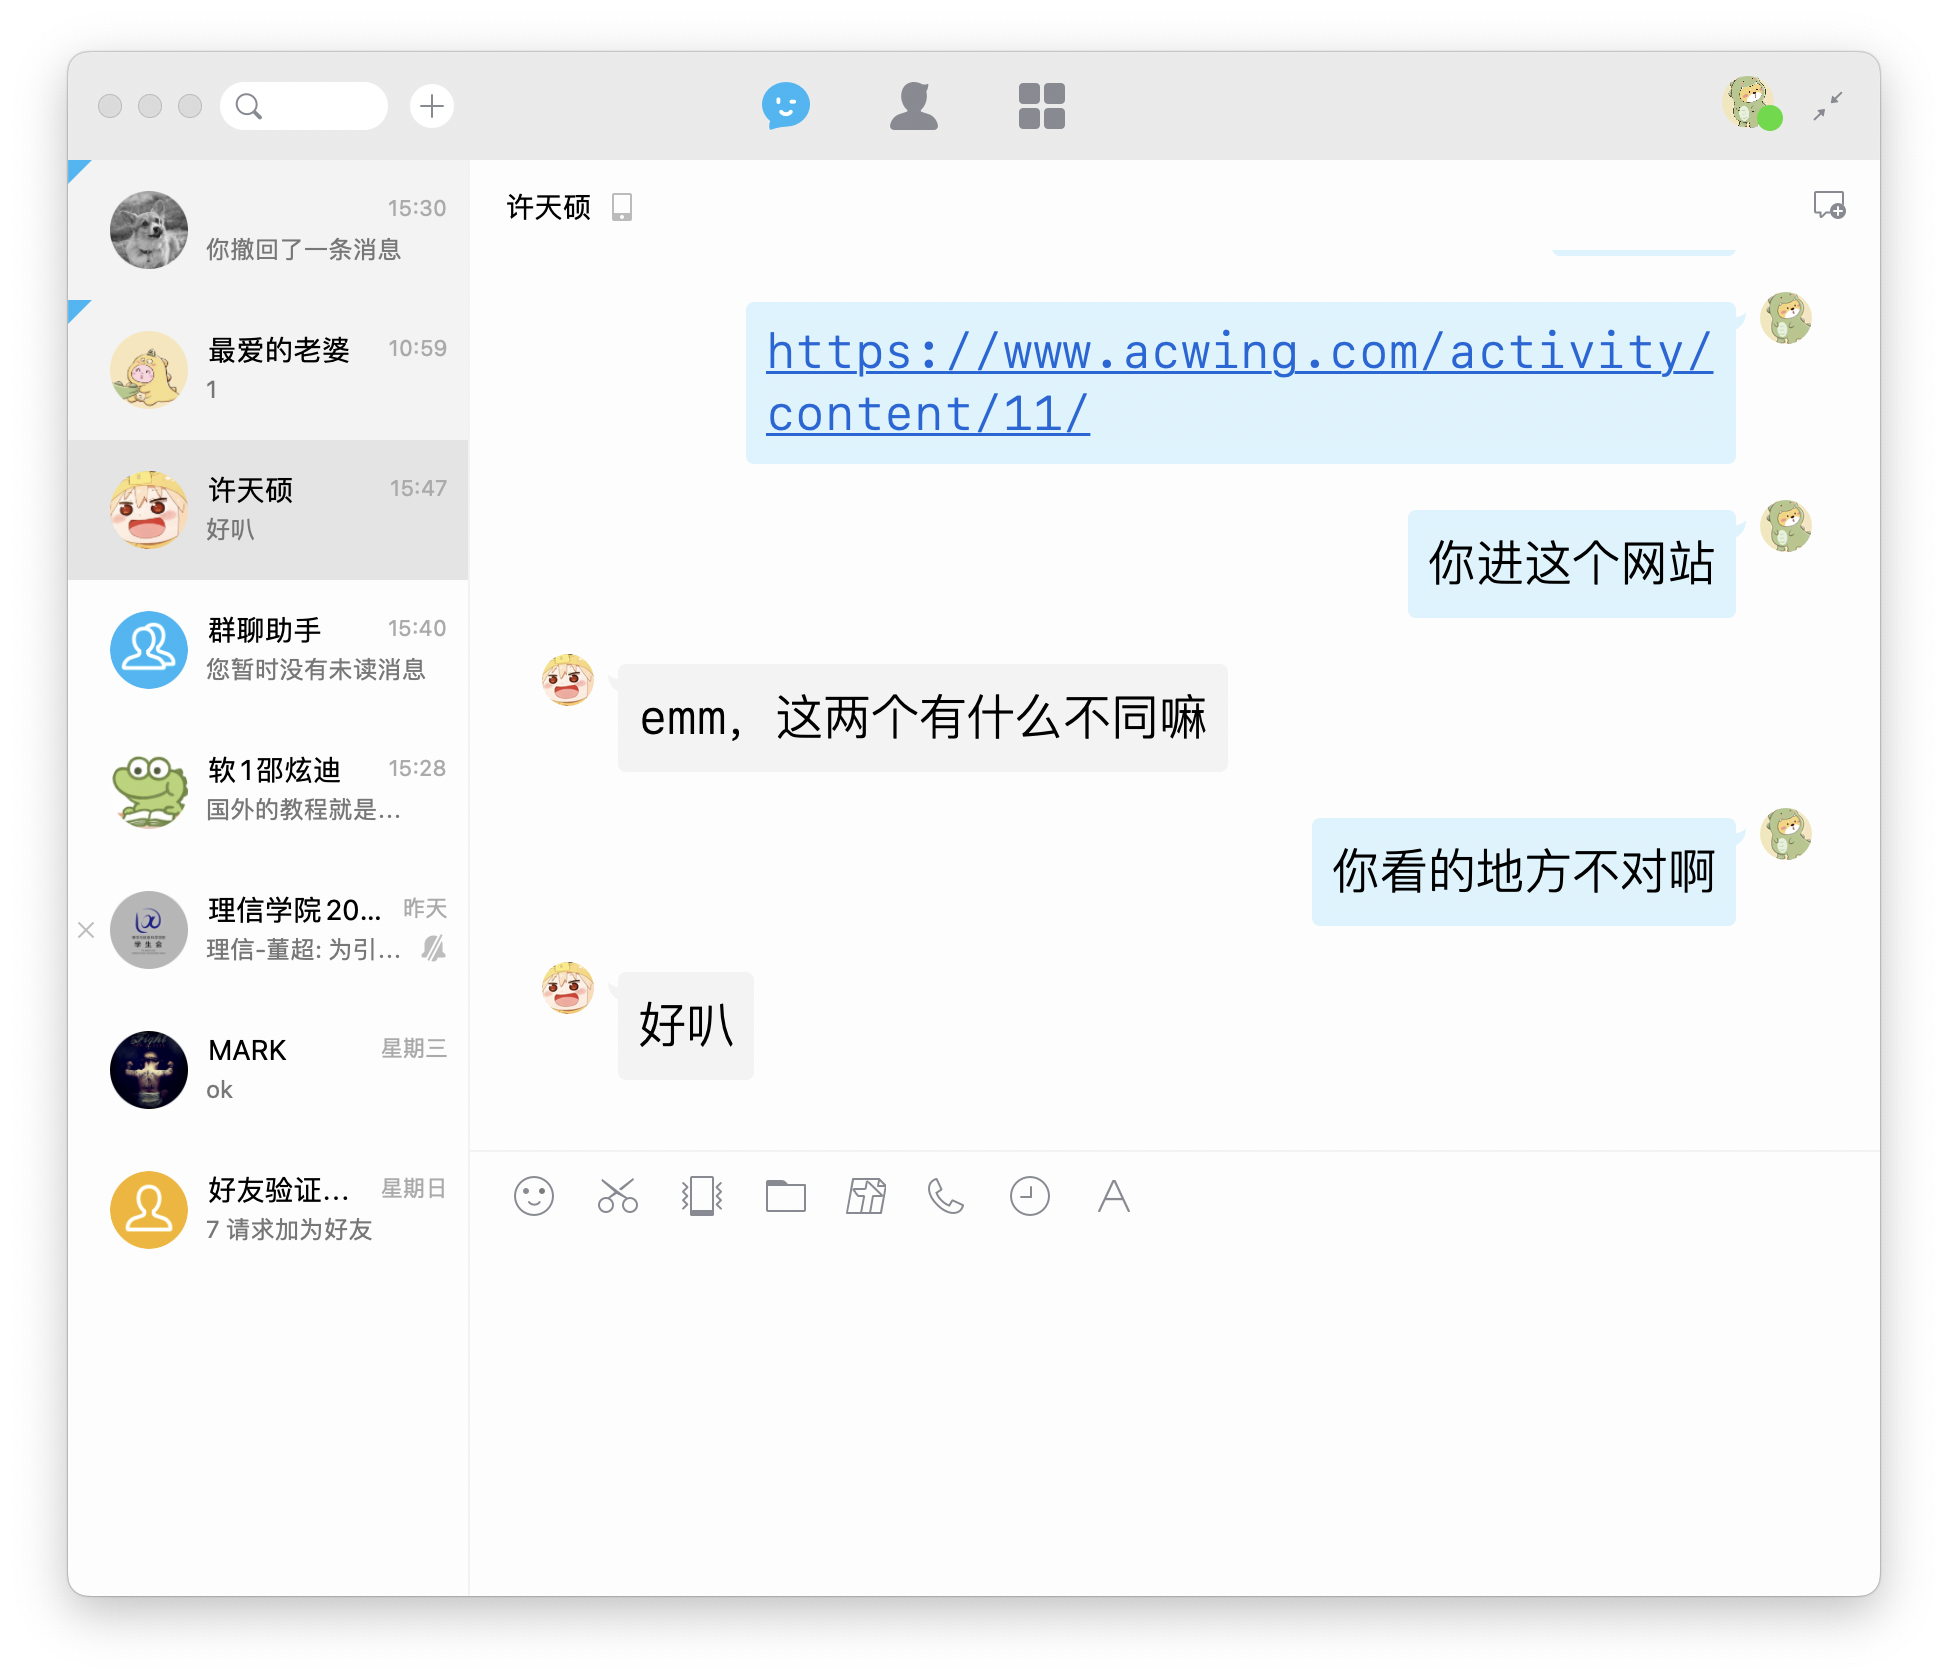 15:30
你撤回了一条消息
最爱的老婆 10:59
1
许天硕 15:47
好叭
群聊助手 15:40
您暂时没有未读消息
软1邵炫迪 15:28
国外的教程就是...
理信学院20... 昨天
理信-董超: 为引...
学生会
MARK 星期三
ok
好友验证... 星期日
7 请求加为好友
许天硕
https://www.acwing.com/activity/
content/11/
你进这个网站
emm，这两个有什么不同嘛
你看的地方不对啊
好叭